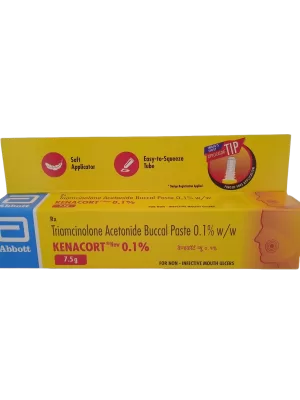 Soft
Applicator
Easy-to-Squeeze
Tube
TIP
Abbott
Rx
Triamcinolone Acetonide Buccal Paste 0.1% w/w
KENACORT 0.1%
7.5g
FOR NON - INFECTIVE MOUTH ULCERS